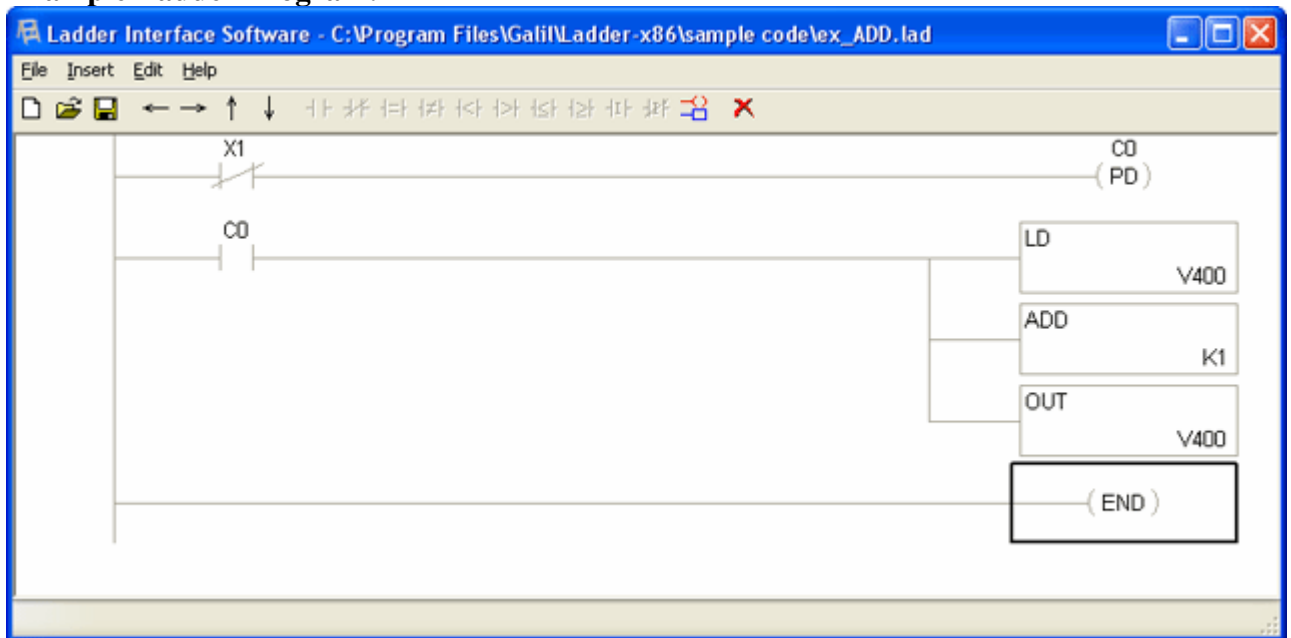 Ladder Interface Software - C:\Program Files\Galil\Ladder-x86\sample code\ex_ADD.lad
File Insert Edit Help
X1
C0
( PD )
C0
LD
V400
ADD
K1
OUT
V400
( END )